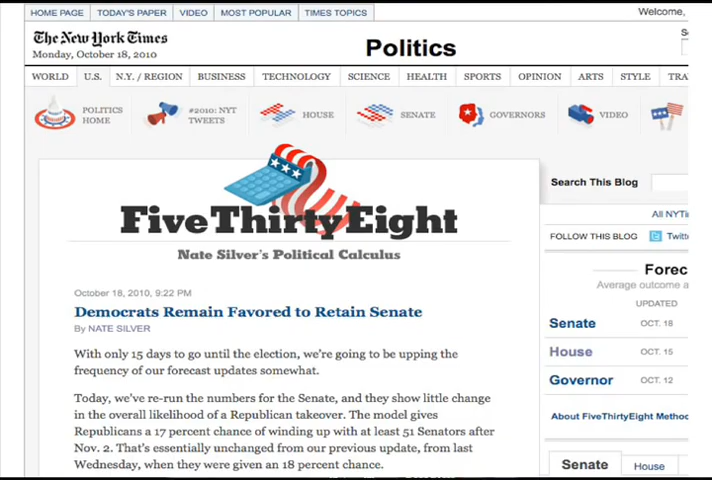 HOME PAGE TODAY'S PAPER VIDEO MOST POPULAR TIMES TOPICS
Welcome,
The New York Times
Monday, October 18, 2010
Politics
WORLD U.S. N.Y. / REGION BUSINESS TECHNOLOGY SCIENCE HEALTH SPORTS OPINION ARTS STYLE
POLITICS HOME
#2010: NYT TWEETS
HOUSE
SENATE
GOVERNORS
VIDEO
FiveThirtyEight
Nate Silver's Political Calculus
October 18, 2010, 9:22 PM
Democrats Remain Favored to Retain Senate
By NATE SILVER
With only 15 days to go until the election, we're going to be upping the
frequency of our forecast updates somewhat.
Today, we've re-run the numbers for the Senate, and they show little change
in the overall likelihood of a Republican takeover. The model gives
Republicans a 17 percent chance of winding up with at least 51 Senators after
Nov. 2. That's essentially unchanged from our previous update, from last
Wednesday, when they were given an 18 percent chance.
Search This Blog
All
FOLLOW THIS BLOG
Average outcome
UPDATED
Senate OCT. 18
House OCT. 15
Governor OCT. 12
About FiveThirtyEight
Senate House